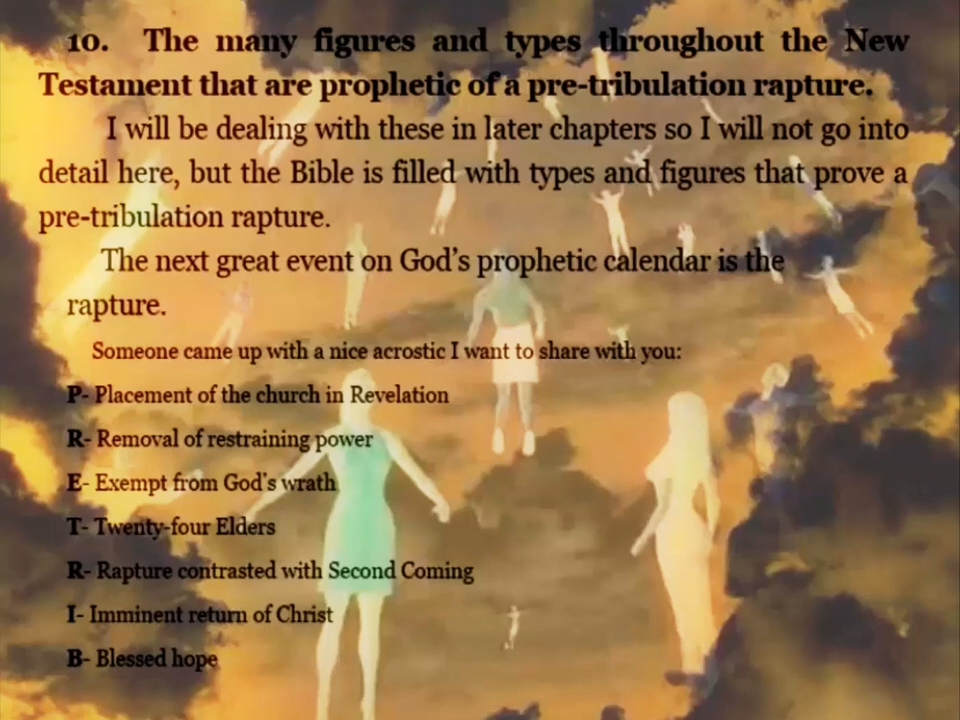 10. The many figures and types throughout the New
Testament that are prophetic of a pre-tribulation rapture.
I will be dealing with these in later chapters so I will not go into
detail here, but the Bible is filled with types and figures that prove a
pre-tribulation rapture.
The next great event on God’s prophetic calendar is the
rapture.
Someone came up with a nice acrostic I want to share with you:
P- Placement of the church in Revelation
R- Removal of restraining power
E- Exempt from God’s wrath
T- Twenty-four Elders
R- Rapture contrasted with Second Coming
I- Imminent return of Christ
B- Blessed hope